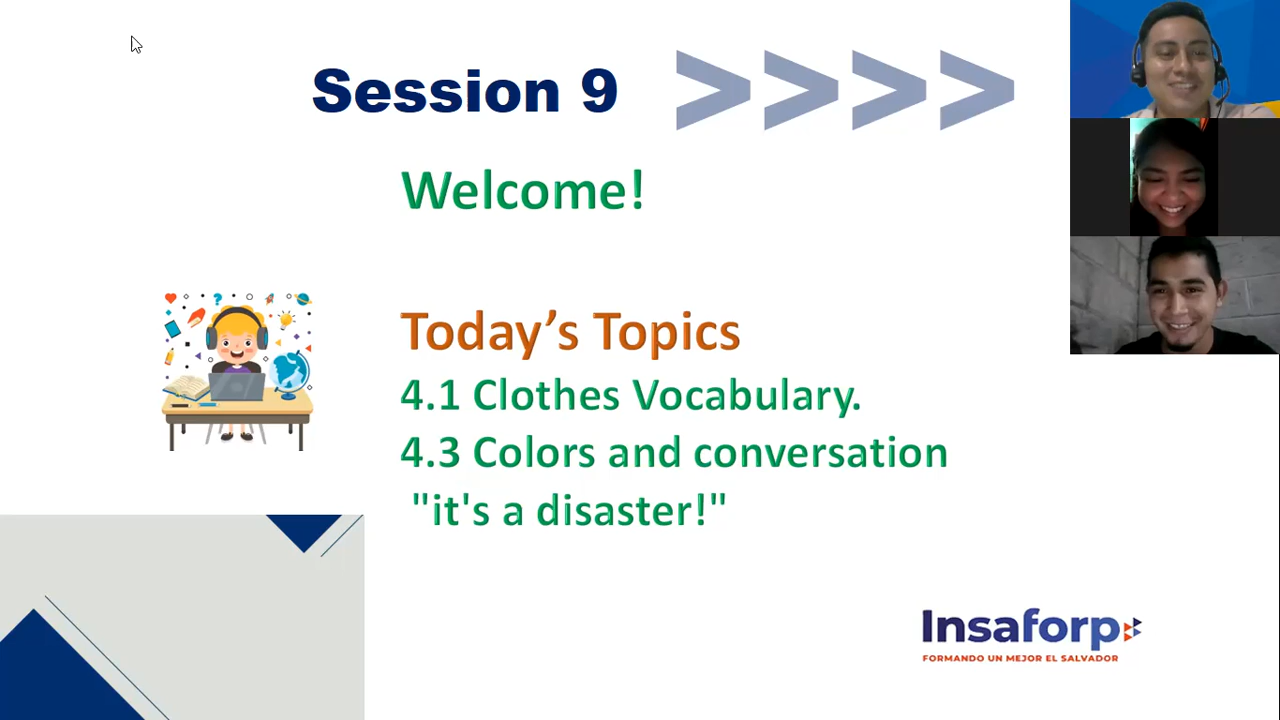 Session 9
Welcome!
Today’s Topics
4.1 Clothes Vocabulary.
4.3 Colors and conversation
"it's a disaster!"
Insaforp
FORMANDO UN MEJOR EL SALVADOR